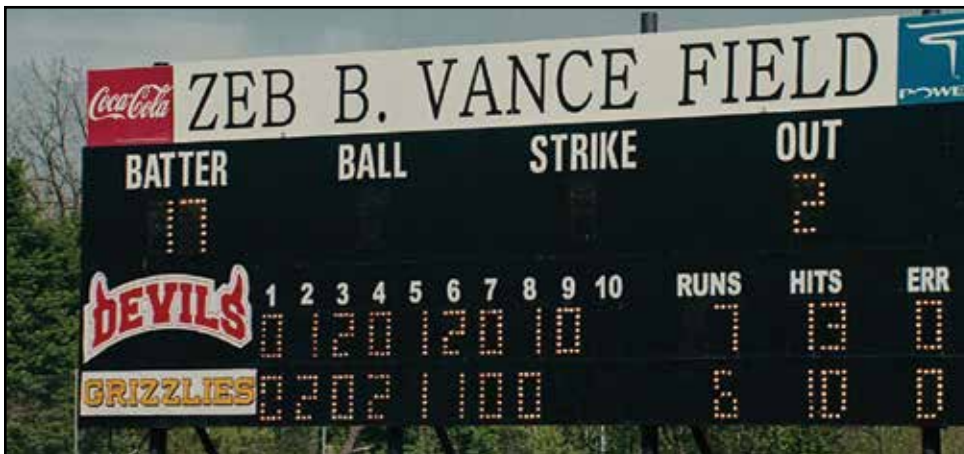 Coca-Cola ZEB B. VANCE FIELD POWE
BATTER BALL STRIKE OUT
17 2
1 2 3 4 5 6 7 8 9 10 RUNS HITS ERR
DEVILS 0 1 2 0 1 2 0 1 0 7 13 0
GRIZZLIES 0 2 0 2 1 1 0 0 6 10 0